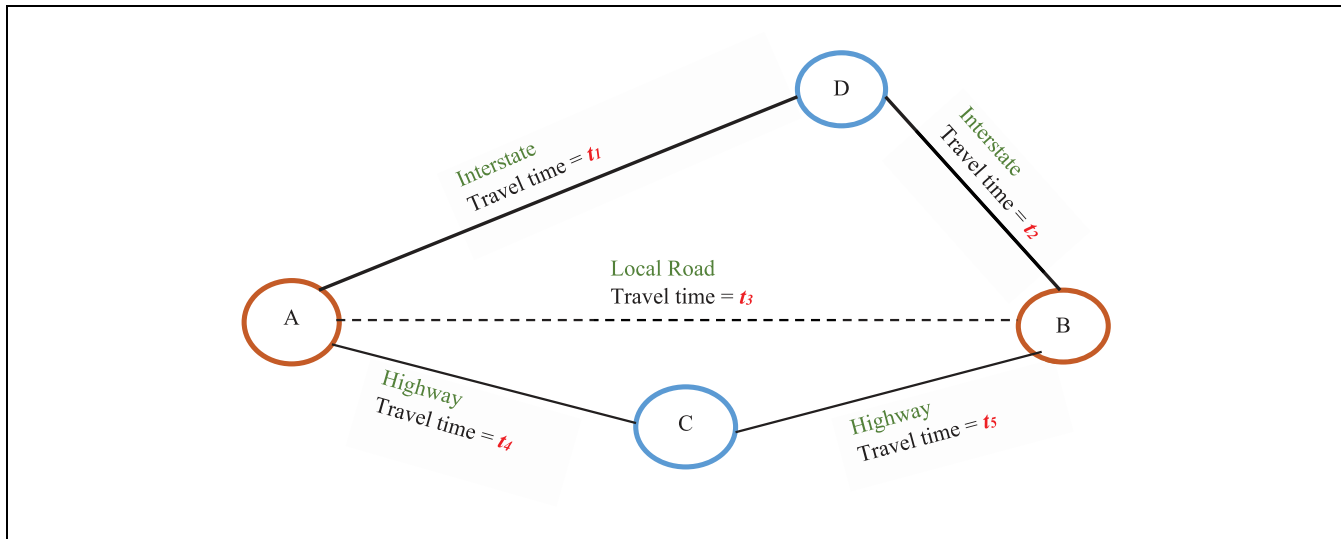 D
Interstate
Travel time = t1
Interstate
Travel time = t2
Local Road
Travel time = t3
A
B
Highway
Travel time = t4
C
Highway
Travel time = t5